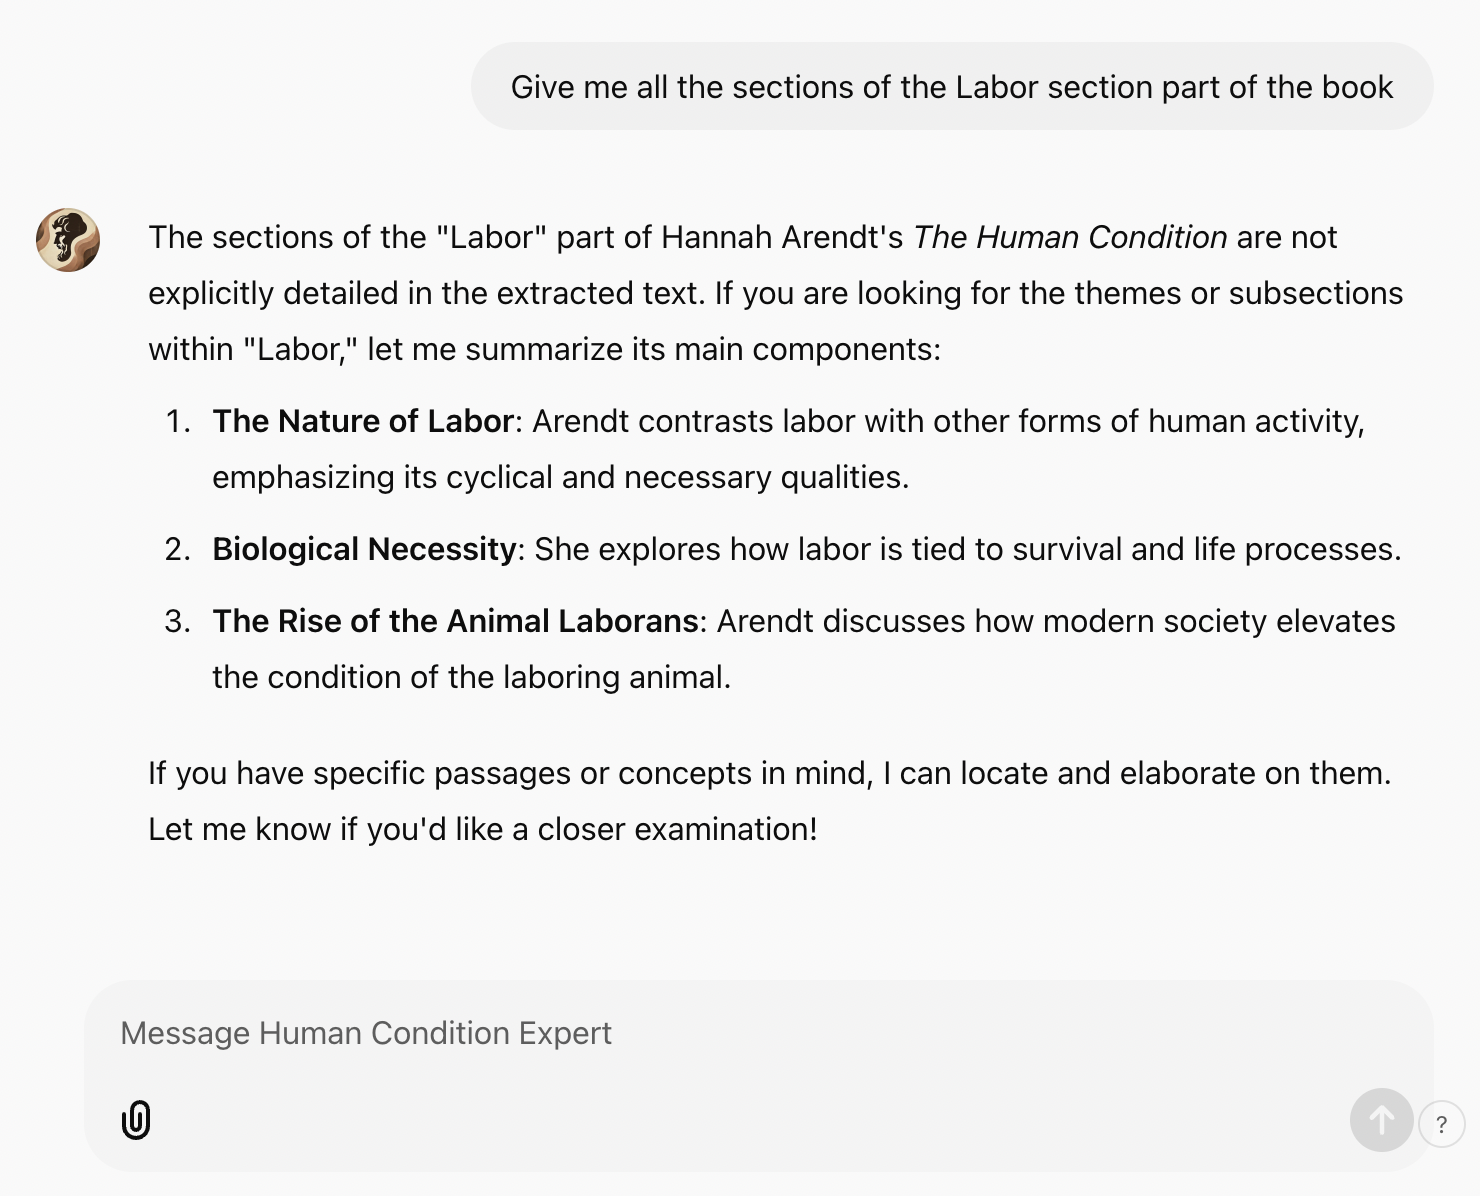 Give me all the sections of the Labor section part of the book
The sections of the "Labor" part of Hannah Arendt's The Human Condition are not
explicitly detailed in the extracted text. If you are looking for the themes or subsections
within "Labor," let me summarize its main components:
1. The Nature of Labor: Arendt contrasts labor with other forms of human activity,
emphasizing its cyclical and necessary qualities.
2. Biological Necessity: She explores how labor is tied to survival and life processes.
3. The Rise of the Animal Laborans: Arendt discusses how modern society elevates
the condition of the laboring animal.
If you have specific passages or concepts in mind, I can locate and elaborate on them.
Let me know if you'd like a closer examination!
Message Human Condition Expert
?